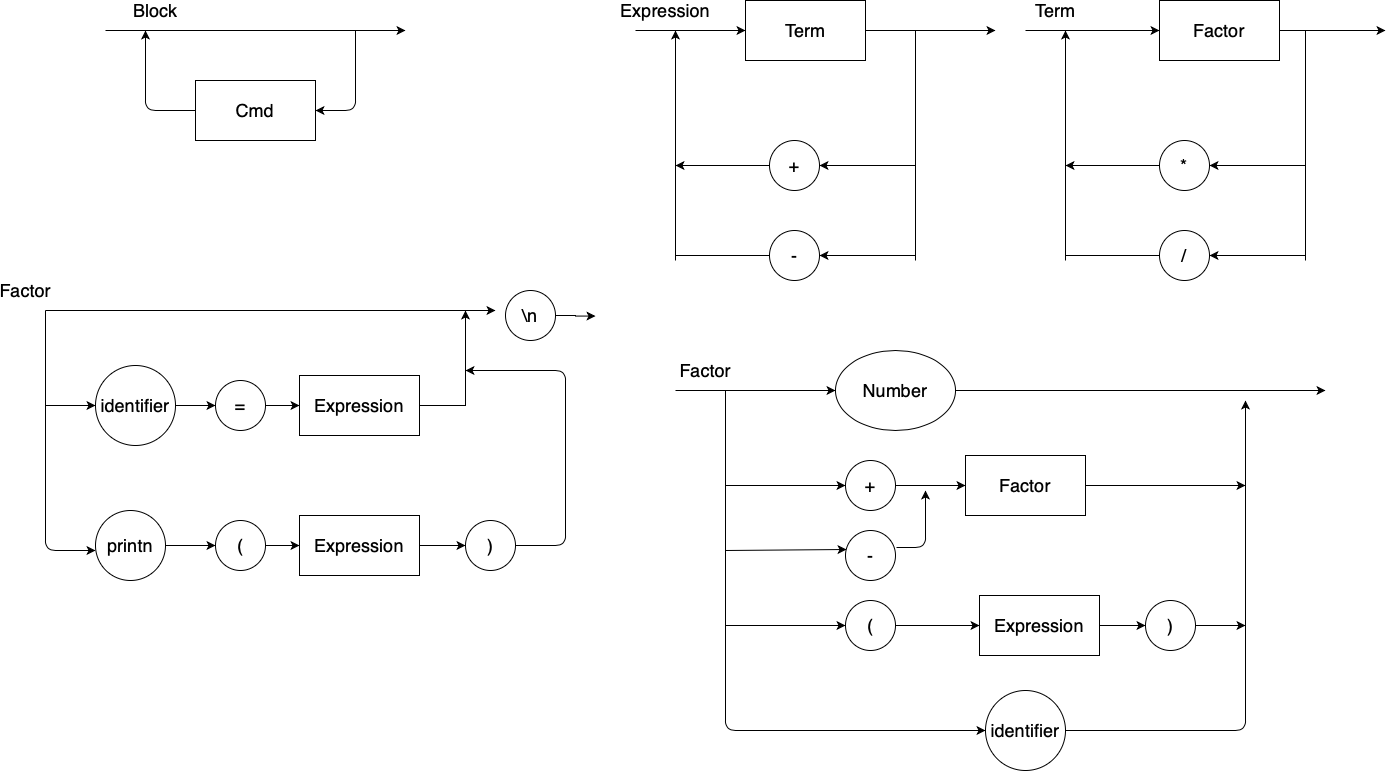 Block
Cmd
Expression
Term
+
-
Term
Factor
*
/
Factor
\n
identifier
=
Expression
printn
(
Expression
)
Factor
Number
+
Factor
-
(
Expression
)
identifier